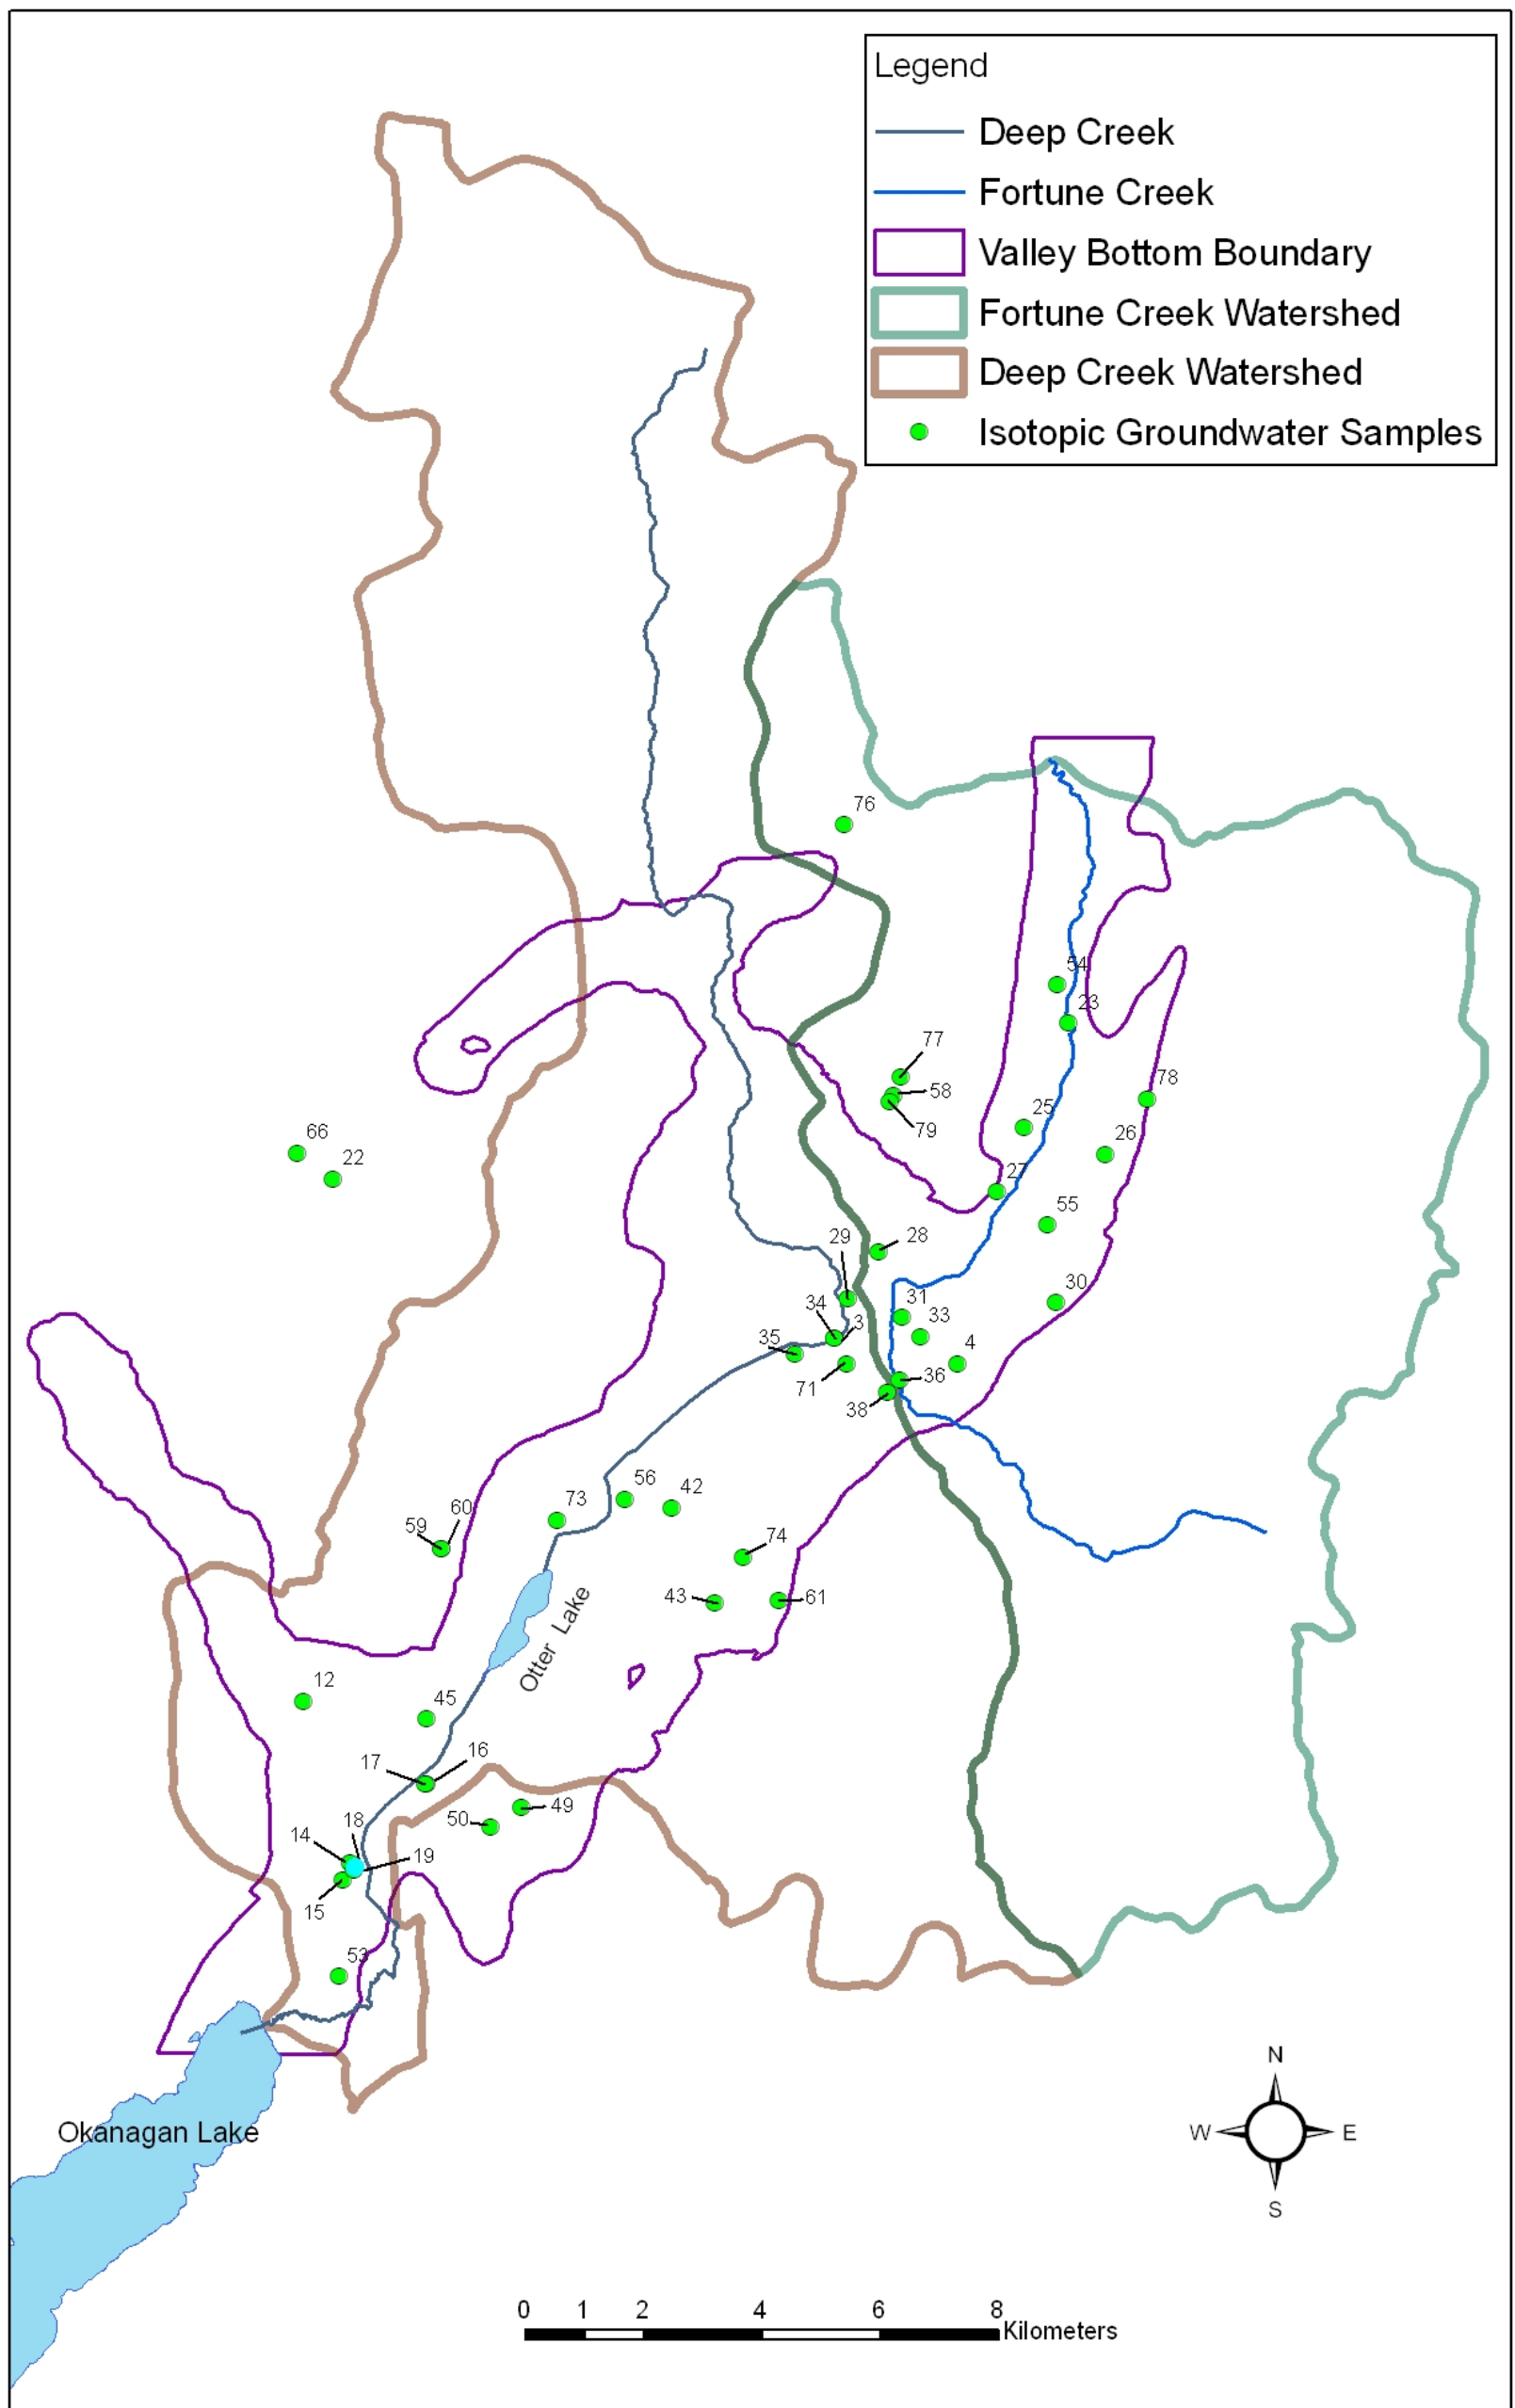 Legend
Deep Creek
Fortune Creek
Valley Bottom Boundary
Fortune Creek Watershed
Deep Creek Watershed
Isotopic Groundwater Samples
76
54
23
77
78
58
25
79
26
66
22
27
55
29
28
30
34
31
3
33
35
4
71
36
38
56
42
73
60
59
74
43
61
Otter Lake
12
45
17
16
49
50
18
14
19
15
53
N
W
E
S
Okanagan Lake
0 1 2 4 6 8
Kilometers